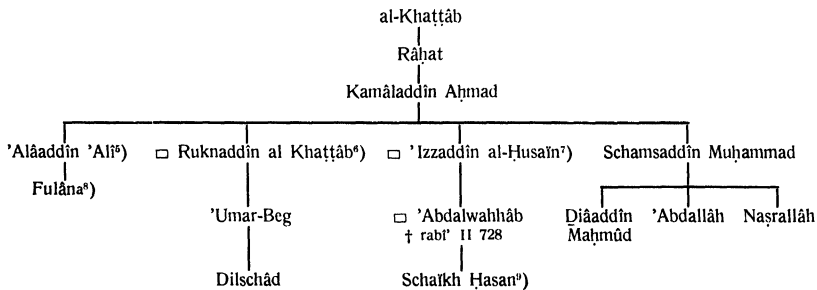 al-Khaṭṭâb
Râḥat
Kamâladdîn Aḥmad
'Alâaddîn 'Alî⁵) □ Ruknaddîn al Khaṭṭâb⁶) □ 'Izzaddîn al-Ḥusaïn⁷) Schamsaddîn Muḥammad
Fulâna⁸)
'Umar-Beg □ 'Abdalwahhâb Ḍiâaddîn 'Abdallâh Naṣrallâh
† rabî' II 728 Maḥmûd
Dilschâd Schaïkh Ḥasan⁹)